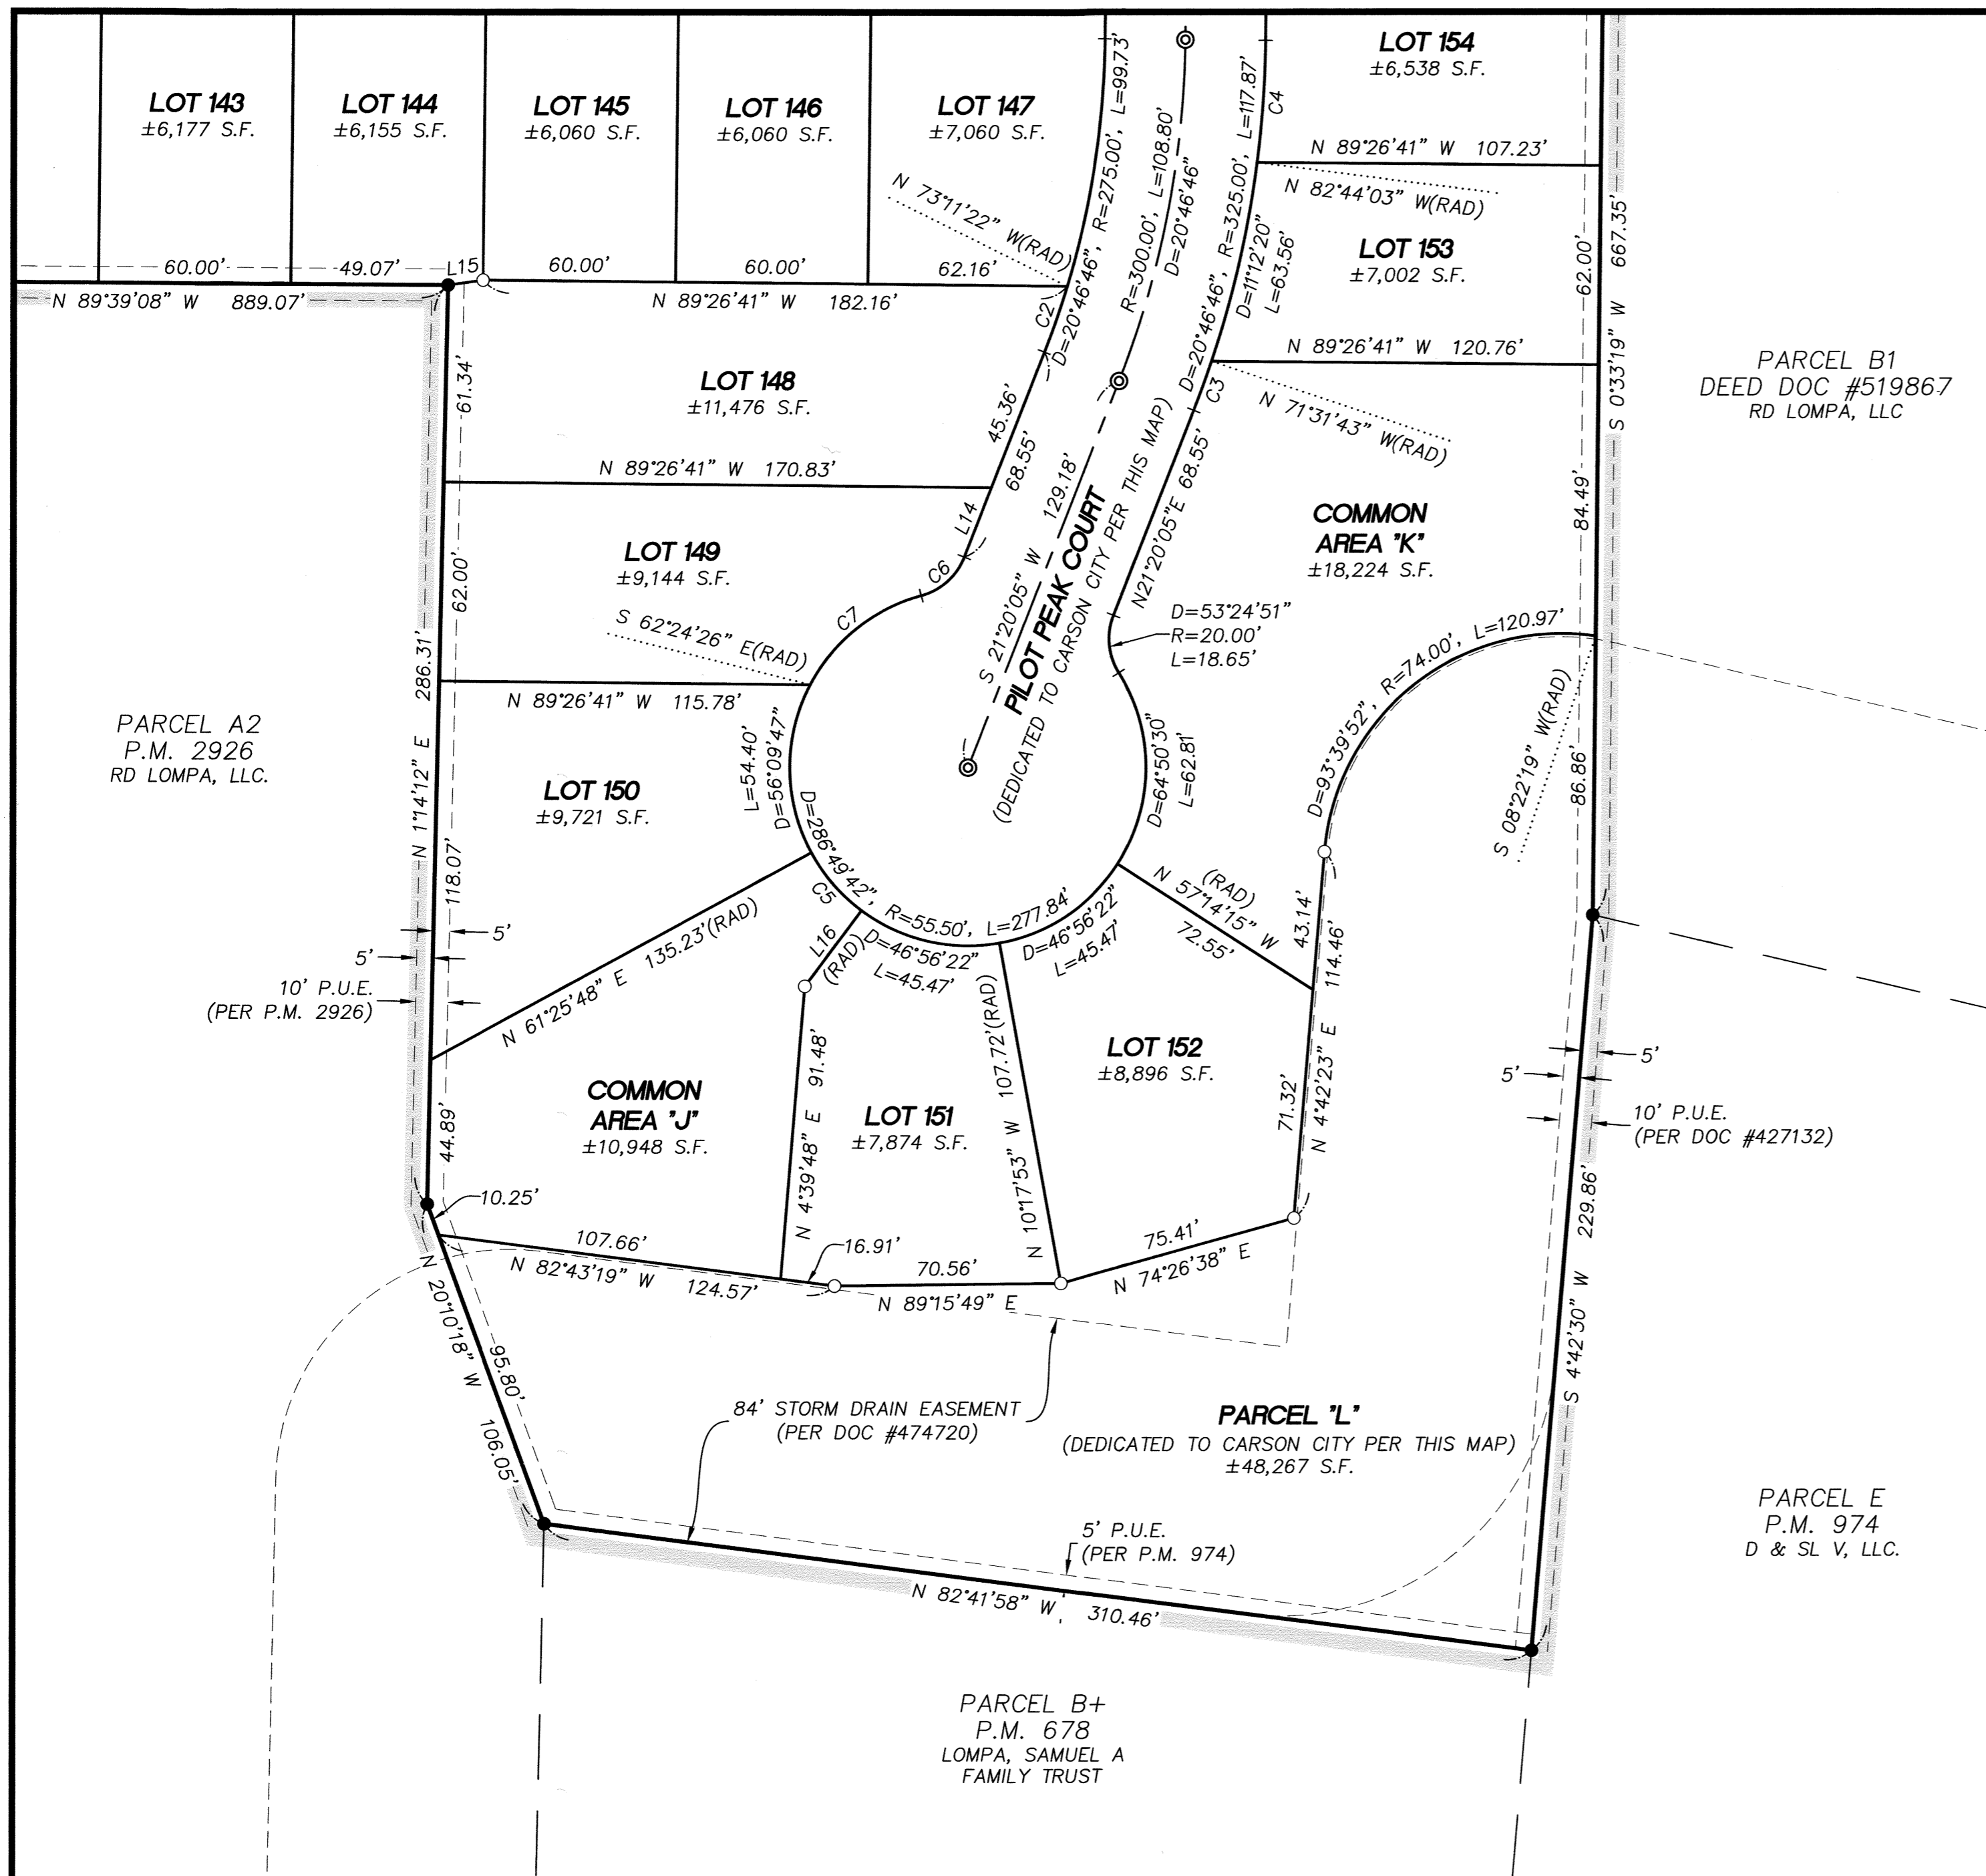 LOT 143
±6,177 S.F.
LOT 144
±6,155 S.F.
LOT 145
±6,060 S.F.
LOT 146
±6,060 S.F.
LOT 147
±7,060 S.F.
LOT 154
±6,538 S.F.
D=20°46'46", R=275.00', L=99.73'
R=300.00', L=108.80'
D=20°46'46"
D=20°46'46", R=325.00', L=117.87'
C4
N 89°26'41" W 107.23'
N 82°44'03" W(RAD)
N 73°11'22" W(RAD)
LOT 153
±7,002 S.F.
D=11°12'20"
L=63.56'
62.00'
S 0°33'19" W 667.35'
60.00'
49.07'
L15
60.00'
60.00'
62.16'
N 89°39'08" W 889.07'
N 89°26'41" W 182.16'
C2
N 89°26'41" W 120.76'
C3
N 71°31'43" W(RAD)
PARCEL B1
DEED DOC #519867
RD LOMPA, LLC
61.34'
LOT 148
±11,476 S.F.
45.36'
68.55'
N 89°26'41" W 170.83'
L14
S 21°20'05" W 129.18'
PILOT PEAK COURT
(DEDICATED TO CARSON CITY PER THIS MAP)
N21°20'05"E 68.55'
COMMON
AREA "K"
±18,224 S.F.
84.49'
LOT 149
±9,144 S.F.
62.00'
C6
C7
S 62°24'26" E(RAD)
D=53°24'51"
R=20.00'
L=18.65'
D=93°39'52", R=74.00', L=120.97'
S 08°22'19" W(RAD)
86.86'
N 89°26'41" W 115.78'
N 1°14'12" E 286.31'
PARCEL A2
P.M. 2926
RD LOMPA, LLC.
LOT 150
±9,721 S.F.
L=54.40'
D=56°09'47"
D=286°49'42", R=55.50', L=277.84'
D=64°50'30"
L=62.81'
118.07'
C5
L16
(RAD)
D=46°56'22"
L=45.47'
D=46°56'22"
L=45.47'
(RAD)
N 57°14'15" W
72.55'
43.14'
N 4°42'23" E 114.46'
71.32'
5'
5'
10' P.U.E.
(PER P.M. 2926)
N 61°25'48" E 135.23'(RAD)
COMMON
AREA "J"
±10,948 S.F.
N 4°39'48" E 91.48'
LOT 151
±7,874 S.F.
N 10°17'53" W 107.72'(RAD)
LOT 152
±8,896 S.F.
5'
5'
10' P.U.E.
(PER DOC #427132)
44.89'
10.25'
107.66'
N 82°43'19" W 124.57'
16.91'
70.56'
N 89°15'49" E
75.41'
N 74°26'38" E
S 4°42'30" W 229.86'
N 20°10'18" W 106.05'
95.80'
84' STORM DRAIN EASEMENT
(PER DOC #474720)
PARCEL "L"
(DEDICATED TO CARSON CITY PER THIS MAP)
±48,267 S.F.
5' P.U.E.
(PER P.M. 974)
N 82°41'58" W 310.46'
PARCEL E
P.M. 974
D & SL V, LLC.
PARCEL B+
P.M. 678
LOMPA, SAMUEL A
FAMILY TRUST